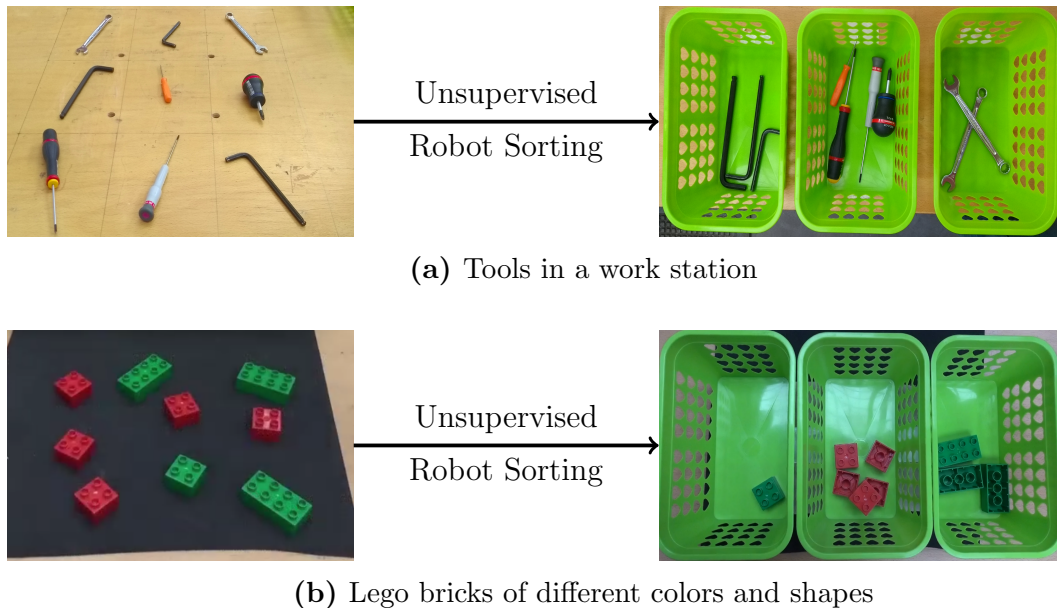 Unsupervised
Robot Sorting
(a) Tools in a work station
Unsupervised
Robot Sorting
(b) Lego bricks of different colors and shapes